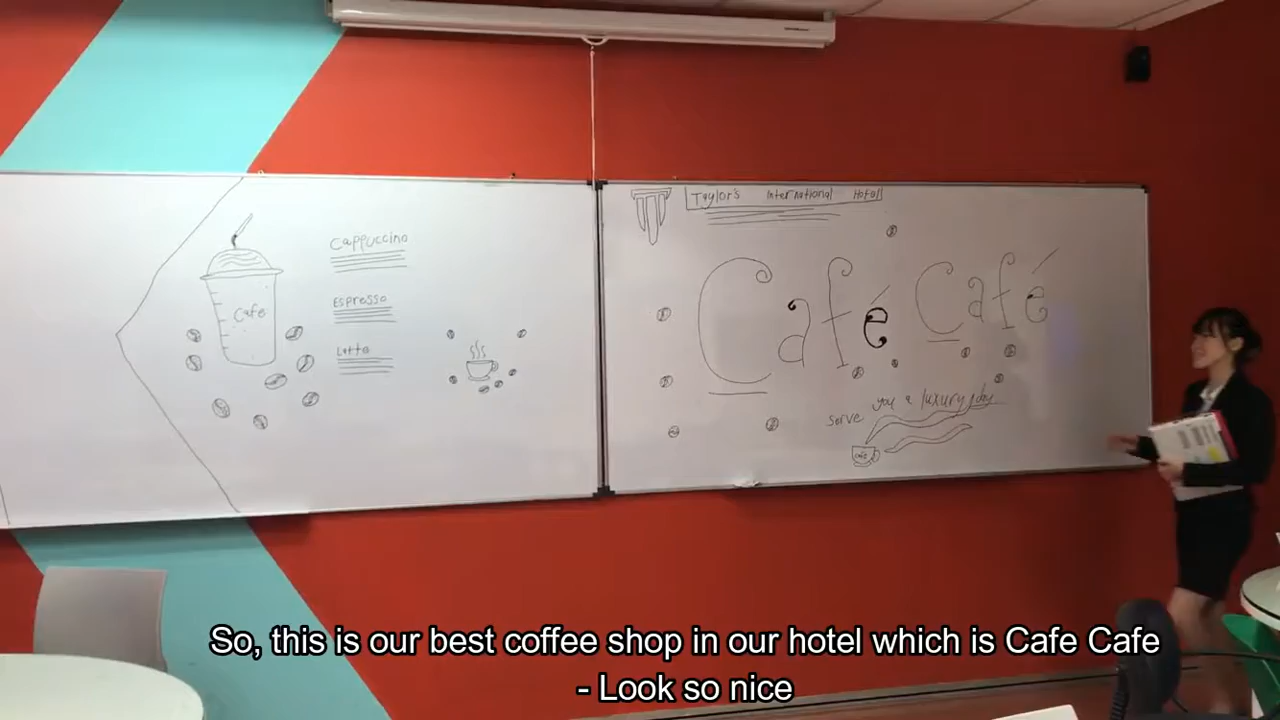 Taylor's International Hotel
Café Café
serve you a luxury day
cafe
Cafe
Cappuccino
Espresso
Latte
So, this is our best coffee shop in our hotel which is Cafe Cafe
- Look so nice